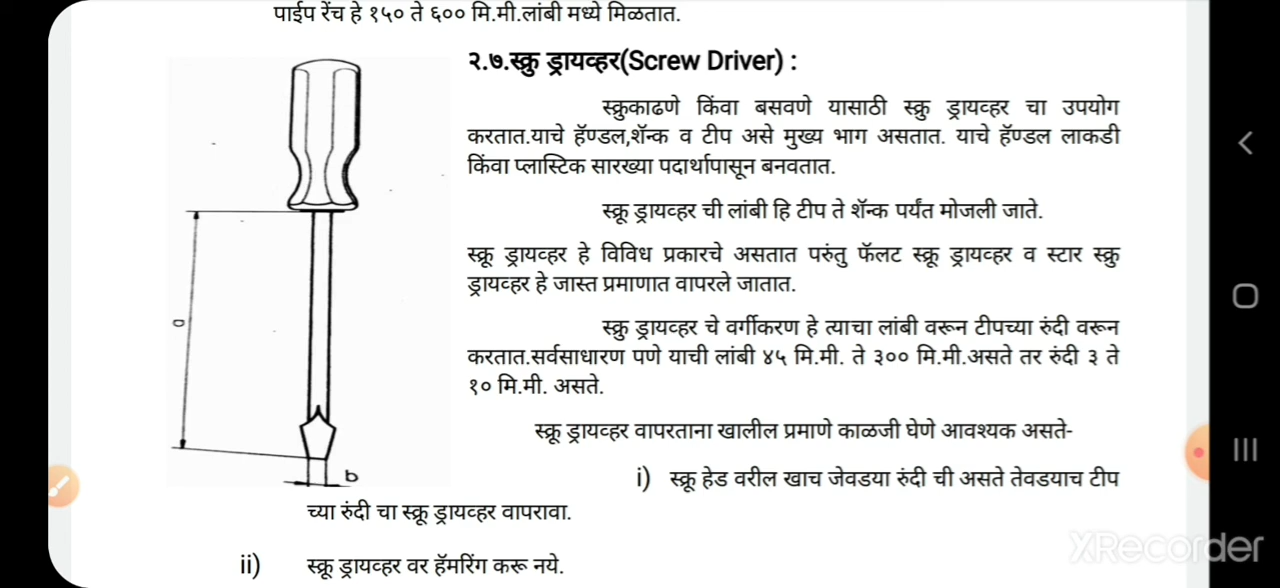 पाईप रेंच हे १५० ते ६०० मि.मी.लांबी मध्ये मिळतात.
२.७.स्क्रु ड्रायव्हर(Screw Driver) :
स्क्रुकाढणे किंवा बसवणे यासाठी स्क्रु ड्रायव्हर चा उपयोग
करतात.याचे हॅण्डल,शॅन्क व टीप असे मुख्य भाग असतात. याचे हॅण्डल लाकडी
किंवा प्लास्टिक सारख्या पदार्थापासून बनवतात.
स्क्रू ड्रायव्हर ची लांबी हि टीप ते शॅन्क पर्यंत मोजली जाते.
स्क्रू ड्रायव्हर हे विविध प्रकारचे असतात परुंतु फॅलट स्क्रू ड्रायव्हर व स्टार स्क्रु
ड्रायव्हर हे जास्त प्रमाणात वापरले जातात.
स्क्रु ड्रायव्हर चे वर्गीकरण हे त्याचा लांबी वरून टीपच्या रुंदी वरून
करतात.सर्वसाधारण पणे याची लांबी ४५ मि.मी. ते ३०० मि.मी.असते तर रुंदी ३ ते
१० मि.मी. असते.
स्क्रू ड्रायव्हर वापरताना खालील प्रमाणे काळजी घेणे आवश्यक असते-
i) स्क्रू हेड वरील खाच जेवडया रुंदी ची असते तेवडयाच टीप
च्या रुंदी चा स्क्रू ड्रायव्हर वापरावा.
ii) स्क्रू ड्रायव्हर वर हॅमरिंग करू नये.
a
b
XRecorder